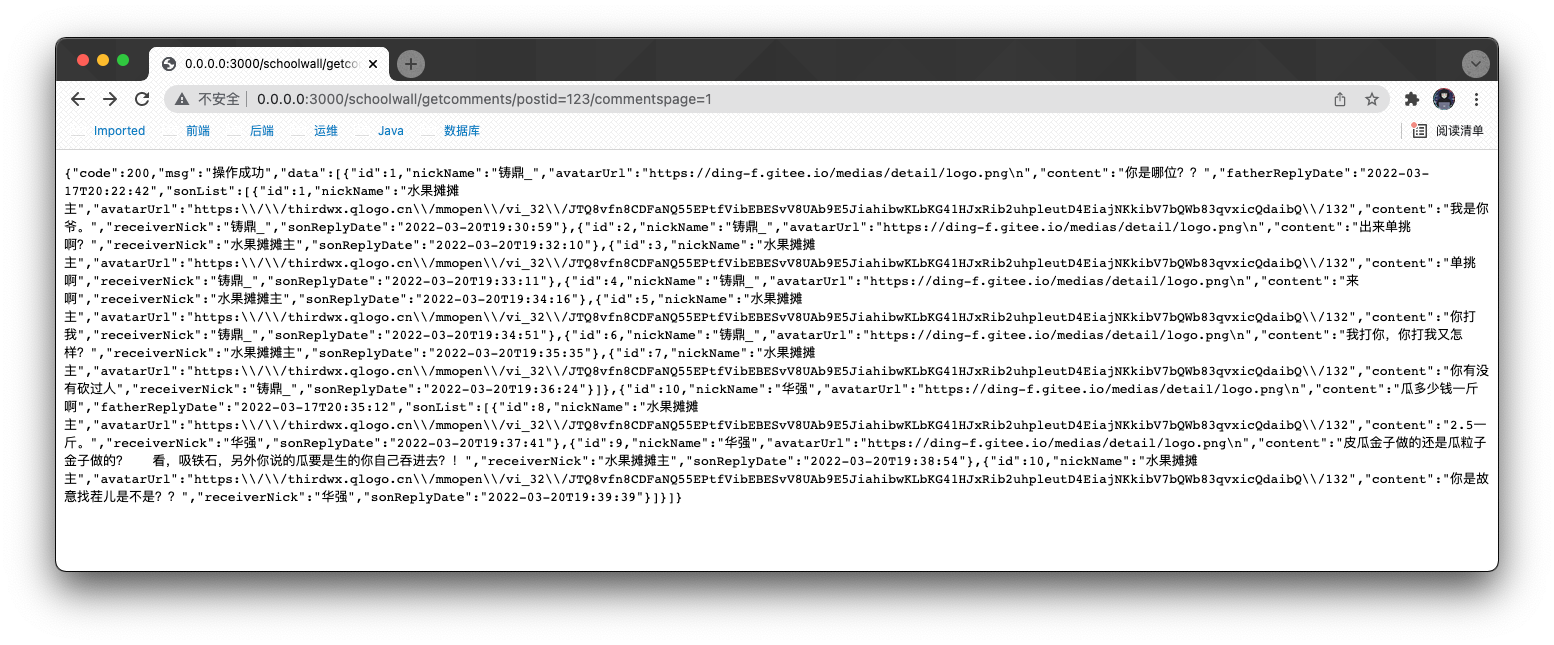 0.0.0.0:3000/schoolwall/getco
不安全 0.0.0.0:3000/schoolwall/getcomments/postid=123/commentspage=1
Imported 前端 后端 运维 Java 数据库 阅读清单
{"code":200,"msg":"操作成功","data":[{"id":1,"nickName":"铸鼎_","avatarUrl":"https://ding-f.gitee.io/medias/detail/logo.png\n","content":"你是哪位？？","fatherReplyDate":"2022-03-
17T20:22:42","sonList":[{"id":1,"nickName":"水果摊摊
主","avatarUrl":"https:\\/\\/thirdwx.qlogo.cn\\/mmopen\\/vi_32\\/JTQ8vfn8CDFaNQ55EPtfVibEBESvV8UAb9E5JiahibwKLbKG41HJxRib2uhpleutD4EiajNKkibV7bQWb83qvxicQdaibQ\\/132","content":"我是你
爷。","receiverNick":"铸鼎_","sonReplyDate":"2022-03-20T19:30:59"},{"id":2,"nickName":"铸鼎_","avatarUrl":"https://ding-f.gitee.io/medias/detail/logo.png\n","content":"出来单挑
啊？","receiverNick":"水果摊摊主","sonReplyDate":"2022-03-20T19:32:10"},{"id":3,"nickName":"水果摊摊
主","avatarUrl":"https:\\/\\/thirdwx.qlogo.cn\\/mmopen\\/vi_32\\/JTQ8vfn8CDFaNQ55EPtfVibEBESvV8UAb9E5JiahibwKLbKG41HJxRib2uhpleutD4EiajNKkibV7bQWb83qvxicQdaibQ\\/132","content":"单挑
啊","receiverNick":"铸鼎_","sonReplyDate":"2022-03-20T19:33:11"},{"id":4,"nickName":"铸鼎_","avatarUrl":"https://ding-f.gitee.io/medias/detail/logo.png\n","content":"来
啊","receiverNick":"水果摊摊主","sonReplyDate":"2022-03-20T19:34:16"},{"id":5,"nickName":"水果摊摊
主","avatarUrl":"https:\\/\\/thirdwx.qlogo.cn\\/mmopen\\/vi_32\\/JTQ8vfn8CDFaNQ55EPtfVibEBESvV8UAb9E5JiahibwKLbKG41HJxRib2uhpleutD4EiajNKkibV7bQWb83qvxicQdaibQ\\/132","content":"你打
我","receiverNick":"铸鼎_","sonReplyDate":"2022-03-20T19:34:51"},{"id":6,"nickName":"铸鼎_","avatarUrl":"https://ding-f.gitee.io/medias/detail/logo.png\n","content":"我打你，你打我又怎
样？","receiverNick":"水果摊摊主","sonReplyDate":"2022-03-20T19:35:35"},{"id":7,"nickName":"水果摊摊
主","avatarUrl":"https:\\/\\/thirdwx.qlogo.cn\\/mmopen\\/vi_32\\/JTQ8vfn8CDFaNQ55EPtfVibEBESvV8UAb9E5JiahibwKLbKG41HJxRib2uhpleutD4EiajNKkibV7bQWb83qvxicQdaibQ\\/132","content":"你有没
有砍过人","receiverNick":"铸鼎_","sonReplyDate":"2022-03-20T19:36:24"}]},{"id":10,"nickName":"华强","avatarUrl":"https://ding-f.gitee.io/medias/detail/logo.png\n","content":"瓜多少钱一斤
啊","fatherReplyDate":"2022-03-17T20:35:12","sonList":[{"id":8,"nickName":"水果摊摊
主","avatarUrl":"https:\\/\\/thirdwx.qlogo.cn\\/mmopen\\/vi_32\\/JTQ8vfn8CDFaNQ55EPtfVibEBESvV8UAb9E5JiahibwKLbKG41HJxRib2uhpleutD4EiajNKkibV7bQWb83qvxicQdaibQ\\/132","content":"2.5一
斤。","receiverNick":"华强","sonReplyDate":"2022-03-20T19:37:41"},{"id":9,"nickName":"华强","avatarUrl":"https://ding-f.gitee.io/medias/detail/logo.png\n","content":"皮瓜金子做的还是瓜粒子
金子做的？ 看，吸铁石，另外你说的瓜要是生的你自己吞进去？！","receiverNick":"水果摊摊主","sonReplyDate":"2022-03-20T19:38:54"},{"id":10,"nickName":"水果摊摊
主","avatarUrl":"https:\\/\\/thirdwx.qlogo.cn\\/mmopen\\/vi_32\\/JTQ8vfn8CDFaNQ55EPtfVibEBESvV8UAb9E5JiahibwKLbKG41HJxRib2uhpleutD4EiajNKkibV7bQWb83qvxicQdaibQ\\/132","content":"你是故
意找茬儿是不是？？","receiverNick":"华强","sonReplyDate":"2022-03-20T19:39:39"}]}]}